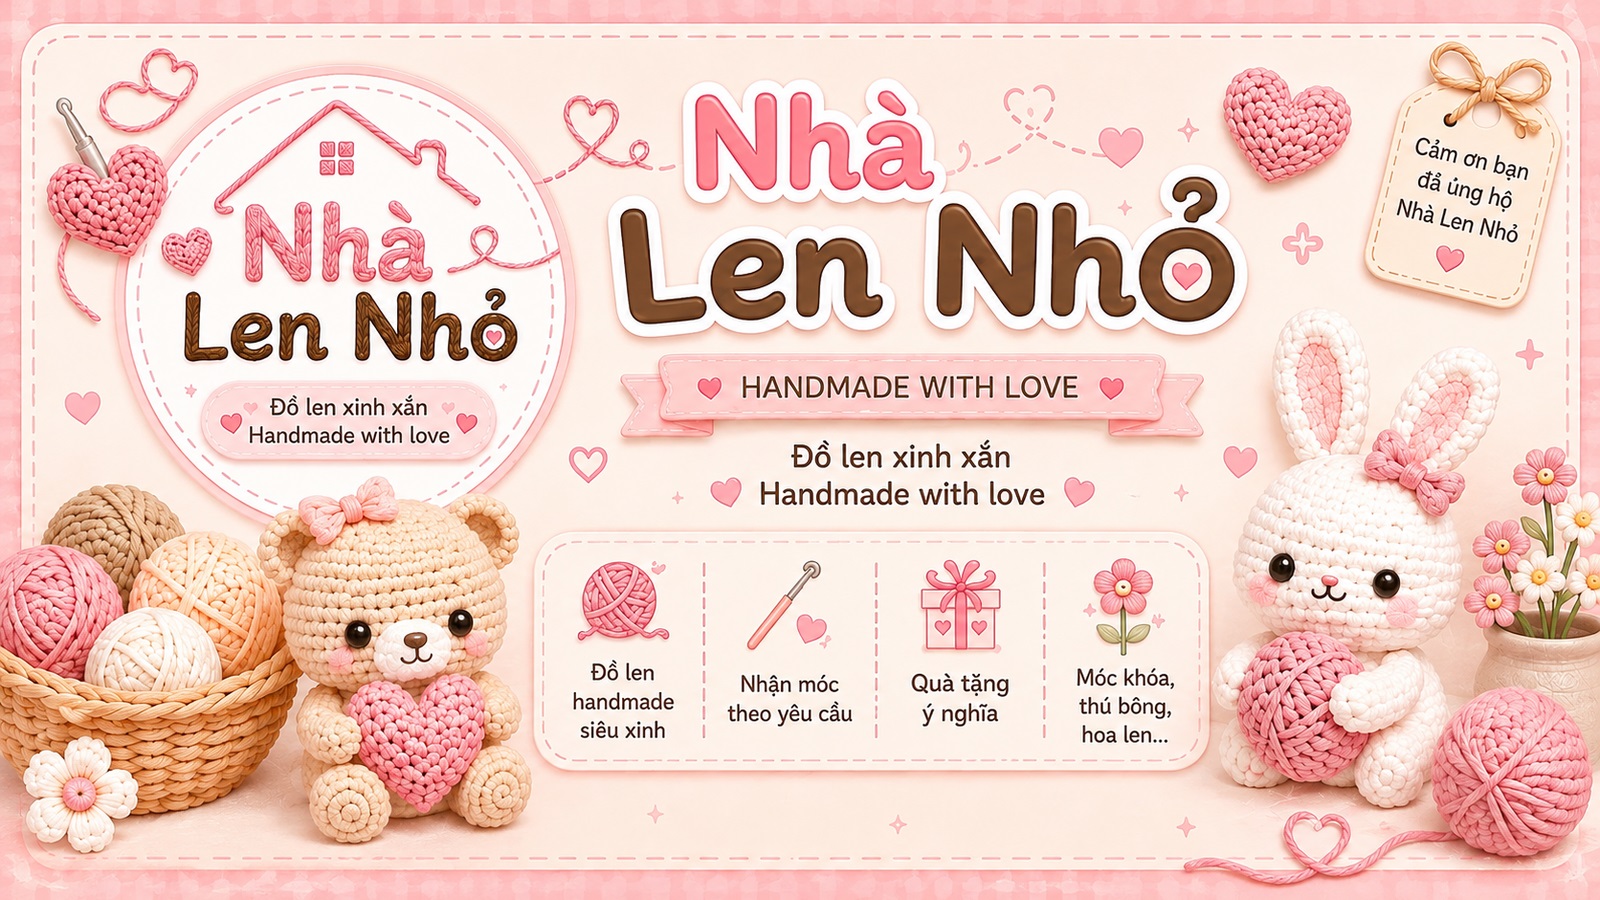 Nhà
Len Nhỏ
Đồ len xinh xắn
Handmade with love
Nhà
Len Nhỏ
HANDMADE WITH LOVE
Đồ len xinh xắn
Handmade with love
Đồ len
handmade
siêu xinh
Nhận móc
theo yêu cầu
Quà tặng
ý nghĩa
Móc khóa,
thú bông,
hoa len...
Cảm ơn bạn
đả ủng hộ
Nhà Len Nhỏ